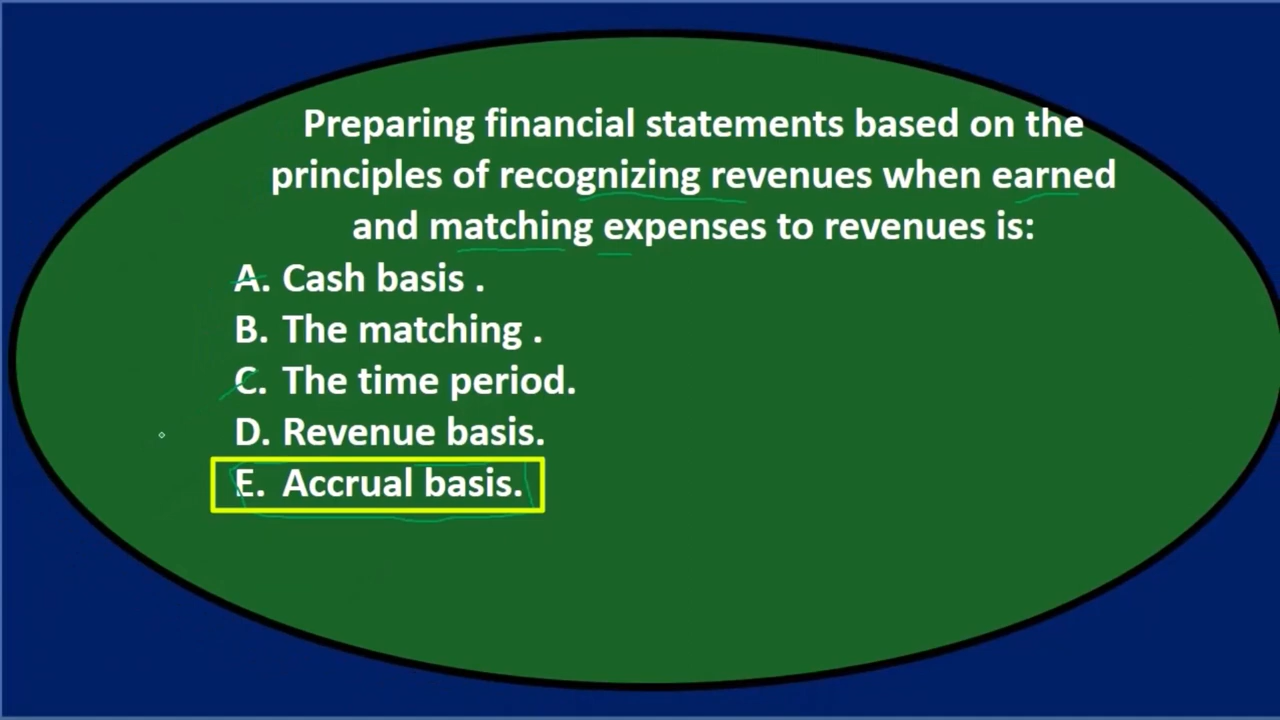 Preparing financial statements based on the
principles of recognizing revenues when earned
and matching expenses to revenues is:
A. Cash basis .
B. The matching .
C. The time period.
D. Revenue basis.
E. Accrual basis.